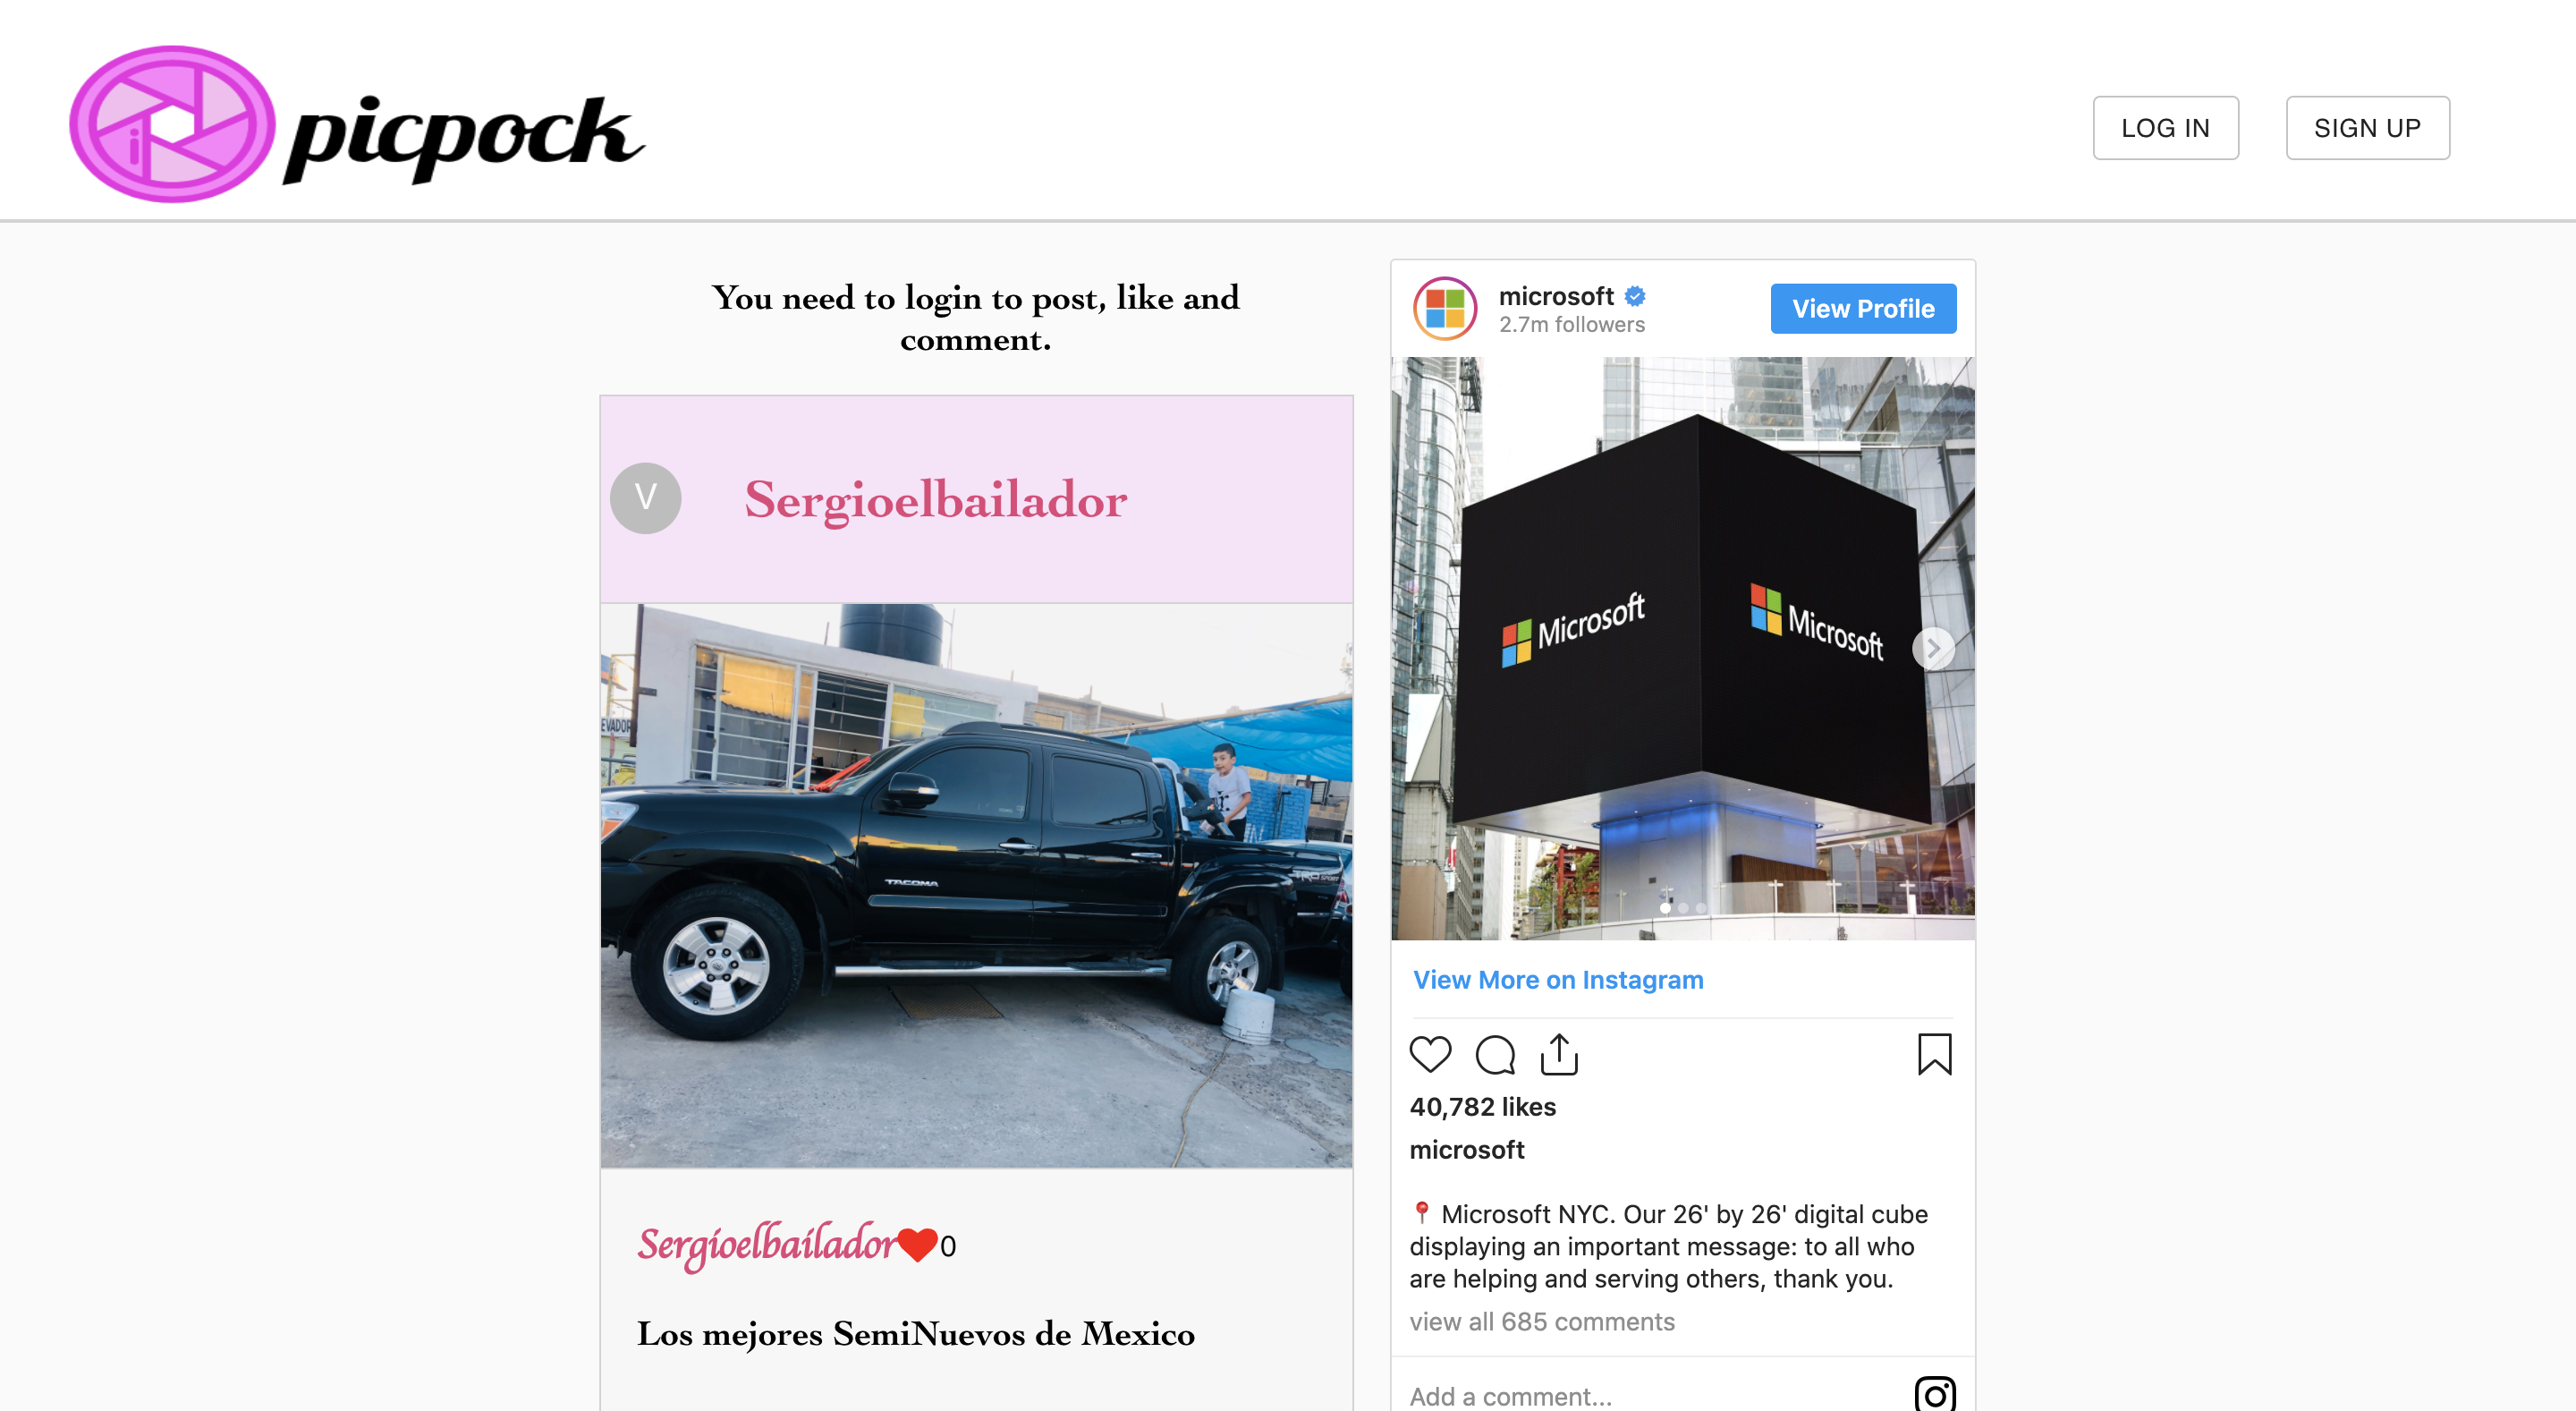 picpock
LOG IN
SIGN UP
You need to login to post, like and
comment.
V
Sergioelbailador
EVADOR
TACOMA
TRD SPORT
Sergioelbailador 0
Los mejores SemiNuevos de Mexico
microsoft
2.7m followers
View Profile
Microsoft
Microsoft
View More on Instagram
40,782 likes
microsoft
📍 Microsoft NYC. Our 26' by 26' digital cube
displaying an important message: to all who
are helping and serving others, thank you.
view all 685 comments
Add a comment...